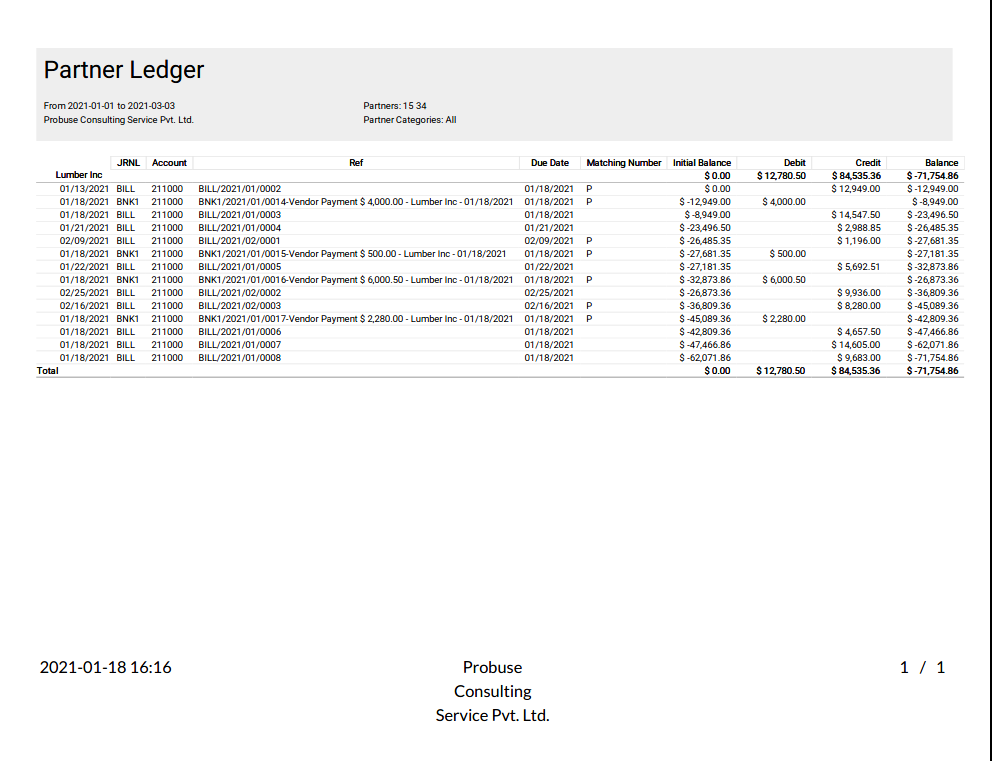 Partner Ledger
From 2021-01-01 to 2021-03-03 Partners: 15 34
Probuse Consulting Service Pvt. Ltd. Partner Categories: All
JRNL Account Ref Due Date Matching Number Initial Balance Debit Credit Balance
Lumber Inc $ 0.00 $ 12,780.50 $ 84,535.36 $ -71,754.86
01/13/2021 BILL 211000 BILL/2021/01/0002 01/18/2021 P $ 0.00 $ 12,949.00 $ -12,949.00
01/18/2021 BNK1 211000 BNK1/2021/01/0014-Vendor Payment $ 4,000.00 - Lumber Inc - 01/18/2021 01/18/2021 P $ -12,949.00 $ 4,000.00 $ -8,949.00
01/18/2021 BILL 211000 BILL/2021/01/0003 01/18/2021 $ -8,949.00 $ 14,547.50 $ -23,496.50
01/21/2021 BILL 211000 BILL/2021/01/0004 01/21/2021 $ -23,496.50 $ 2,988.85 $ -26,485.35
02/09/2021 BILL 211000 BILL/2021/02/0001 02/09/2021 P $ -26,485.35 $ 1,196.00 $ -27,681.35
01/18/2021 BNK1 211000 BNK1/2021/01/0015-Vendor Payment $ 500.00 - Lumber Inc - 01/18/2021 01/18/2021 P $ -27,681.35 $ 500.00 $ -27,181.35
01/22/2021 BILL 211000 BILL/2021/01/0005 01/22/2021 $ -27,181.35 $ 5,692.51 $ -32,873.86
01/18/2021 BNK1 211000 BNK1/2021/01/0016-Vendor Payment $ 6,000.50 - Lumber Inc - 01/18/2021 01/18/2021 P $ -32,873.86 $ 6,000.50 $ -26,873.36
02/25/2021 BILL 211000 BILL/2021/02/0002 02/25/2021 $ -26,873.36 $ 9,936.00 $ -36,809.36
02/16/2021 BILL 211000 BILL/2021/02/0003 02/16/2021 P $ -36,809.36 $ 8,280.00 $ -45,089.36
01/18/2021 BNK1 211000 BNK1/2021/01/0017-Vendor Payment $ 2,280.00 - Lumber Inc - 01/18/2021 01/18/2021 P $ -45,089.36 $ 2,280.00 $ -42,809.36
01/18/2021 BILL 211000 BILL/2021/01/0006 01/18/2021 $ -42,809.36 $ 4,657.50 $ -47,466.86
01/18/2021 BILL 211000 BILL/2021/01/0007 01/18/2021 $ -47,466.86 $ 14,605.00 $ -62,071.86
01/18/2021 BILL 211000 BILL/2021/01/0008 01/18/2021 $ -62,071.86 $ 9,683.00 $ -71,754.86
Total $ 0.00 $ 12,780.50 $ 84,535.36 $ -71,754.86
2021-01-18 16:16 Probuse 1 / 1
Consulting
Service Pvt. Ltd.